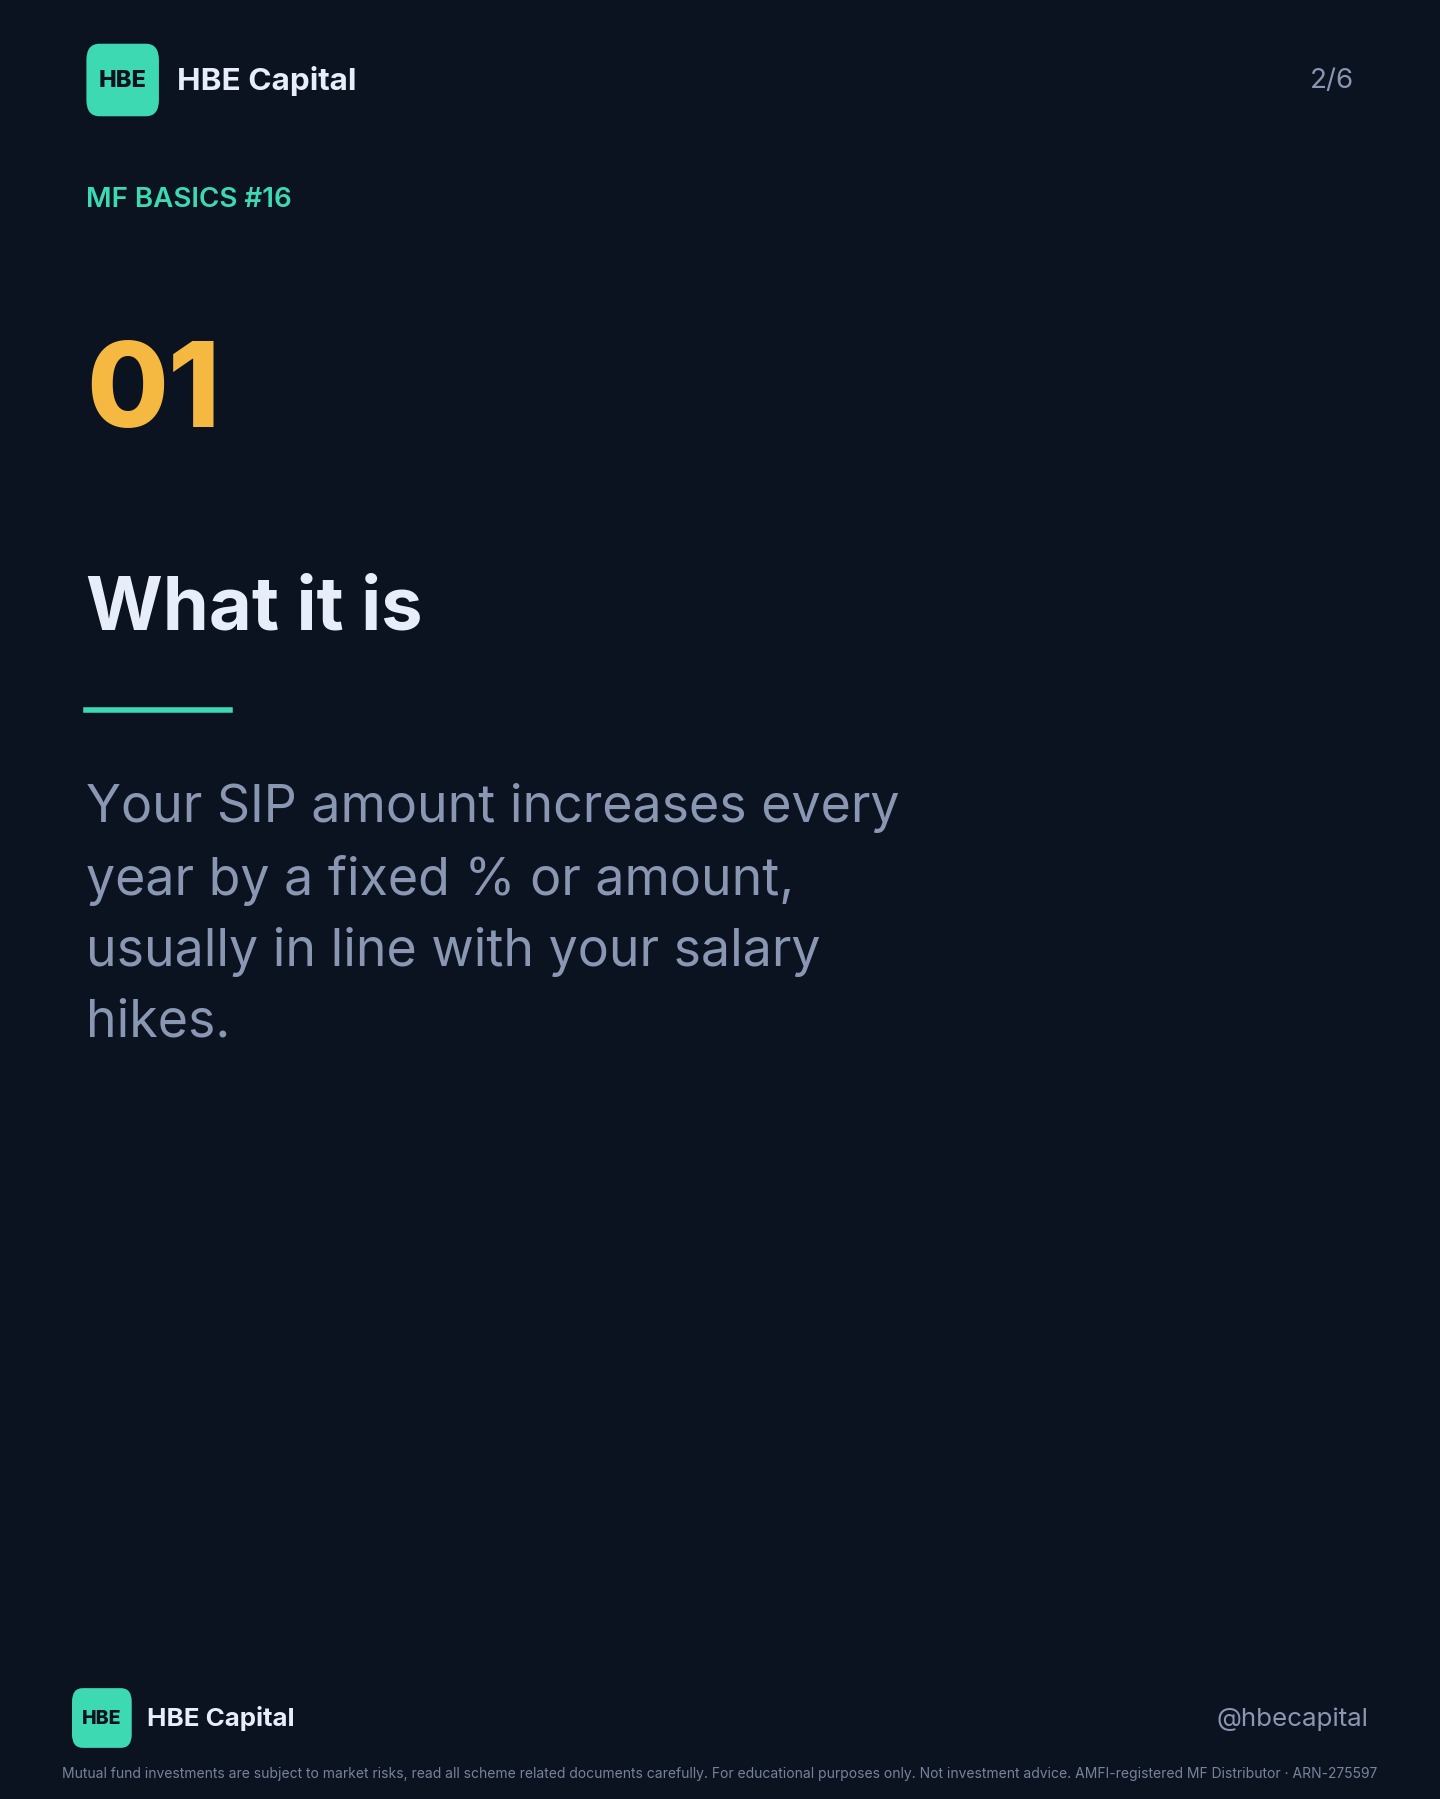 HBE
HBE Capital
2/6
MF BASICS #16
01
What it is
Your SIP amount increases every
year by a fixed % or amount,
usually in line with your salary
hikes.
HBE
HBE Capital
@hbecapital
Mutual fund investments are subject to market risks, read all scheme related documents carefully. For educational purposes only. Not investment advice. AMFI-registered MF Distributor · ARN-275597